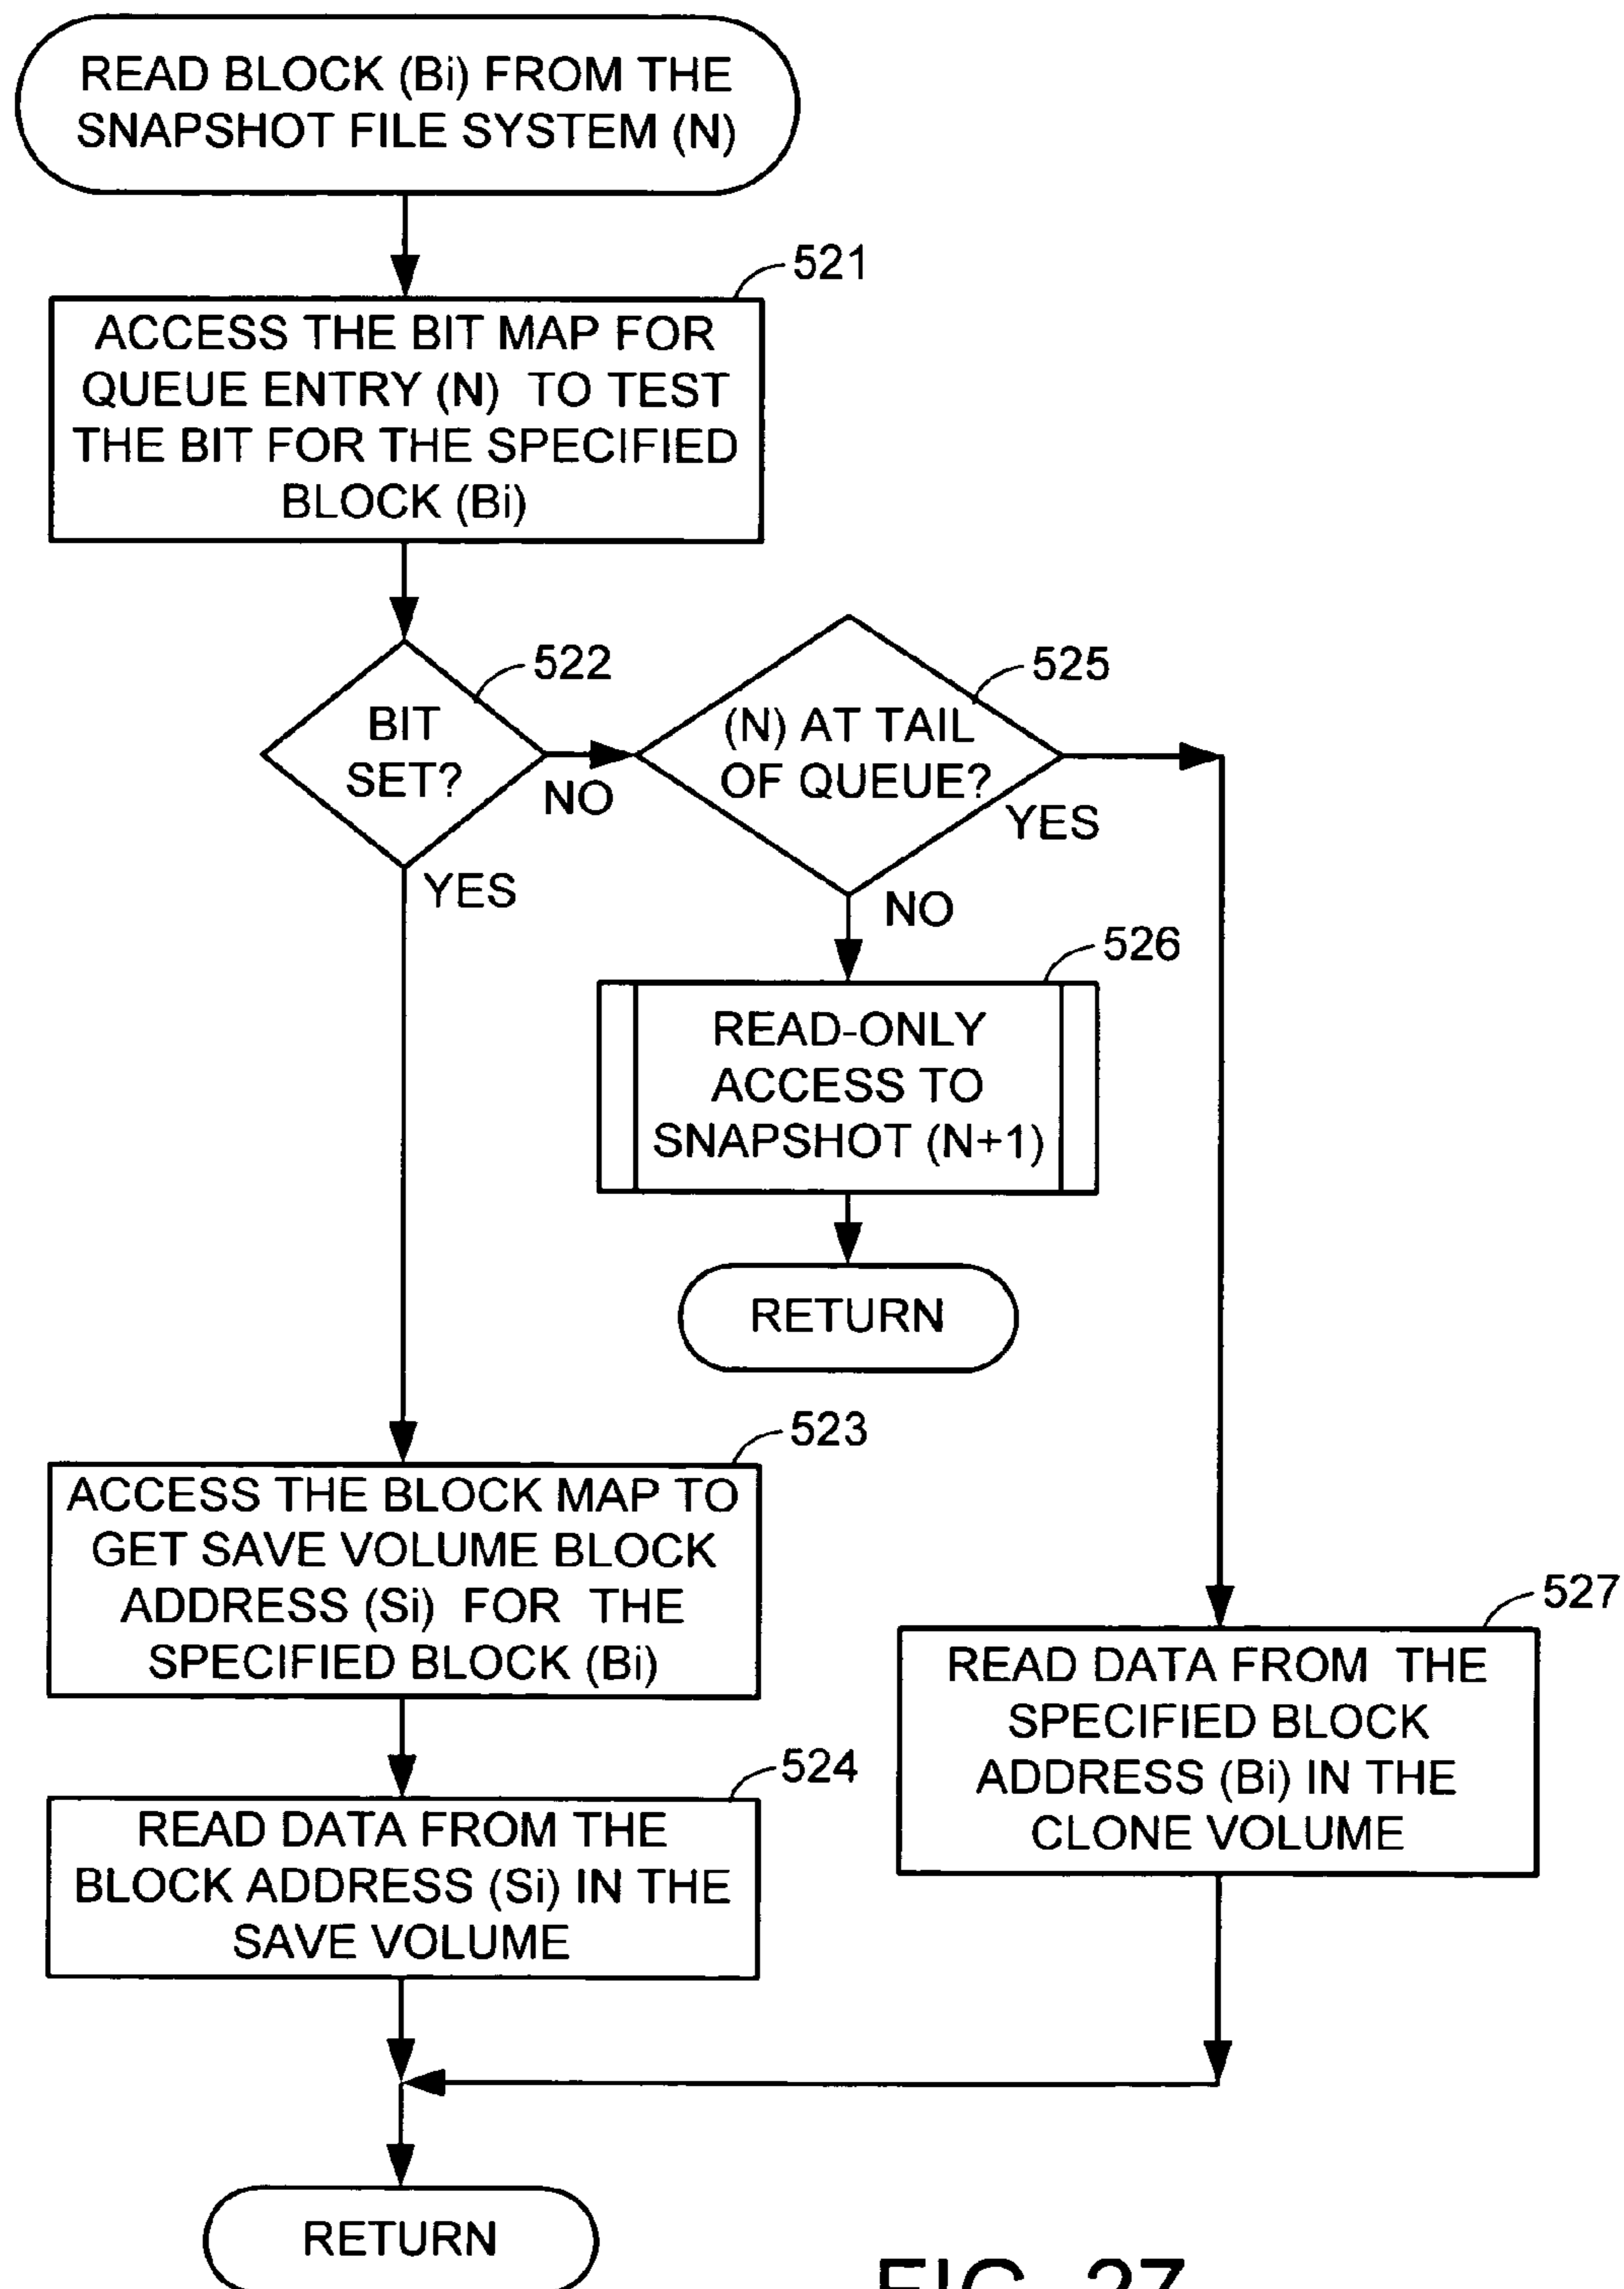 READ BLOCK (Bi) FROM THE
SNAPSHOT FILE SYSTEM (N)
521
ACCESS THE BIT MAP FOR
QUEUE ENTRY (N) TO TEST
THE BIT FOR THE SPECIFIED
BLOCK (Bi)
522
BIT
SET?
NO
YES
525
(N) AT TAIL
OF QUEUE?
YES
NO
526
READ-ONLY
ACCESS TO
SNAPSHOT (N+1)
RETURN
523
ACCESS THE BLOCK MAP TO
GET SAVE VOLUME BLOCK
ADDRESS (Si) FOR THE
SPECIFIED BLOCK (Bi)
524
READ DATA FROM THE
BLOCK ADDRESS (Si) IN THE
SAVE VOLUME
527
READ DATA FROM THE
SPECIFIED BLOCK
ADDRESS (Bi) IN THE
CLONE VOLUME
RETURN
FIG. 27